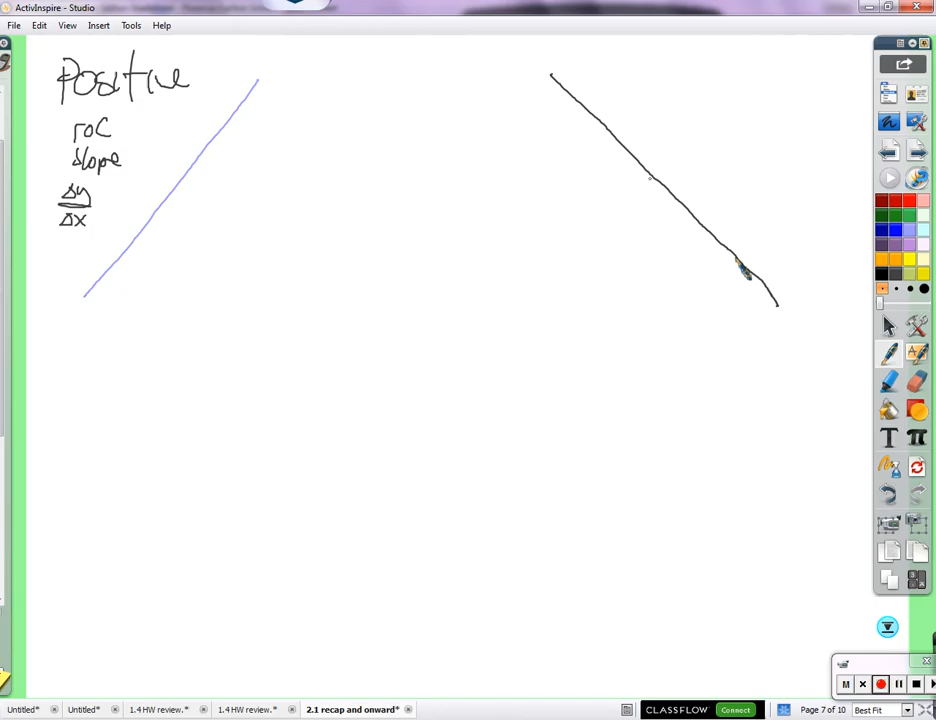 ActivInspire - Studio
File Edit View Insert Tools Help
Positive
roC
slope
Δy
Δx
Untitled* Untitled* 1.4 HW review.* 1.4 HW review.* 2.1 recap and onward* CLASSFLOW Connect Page 7 of 10 Best Fit
M